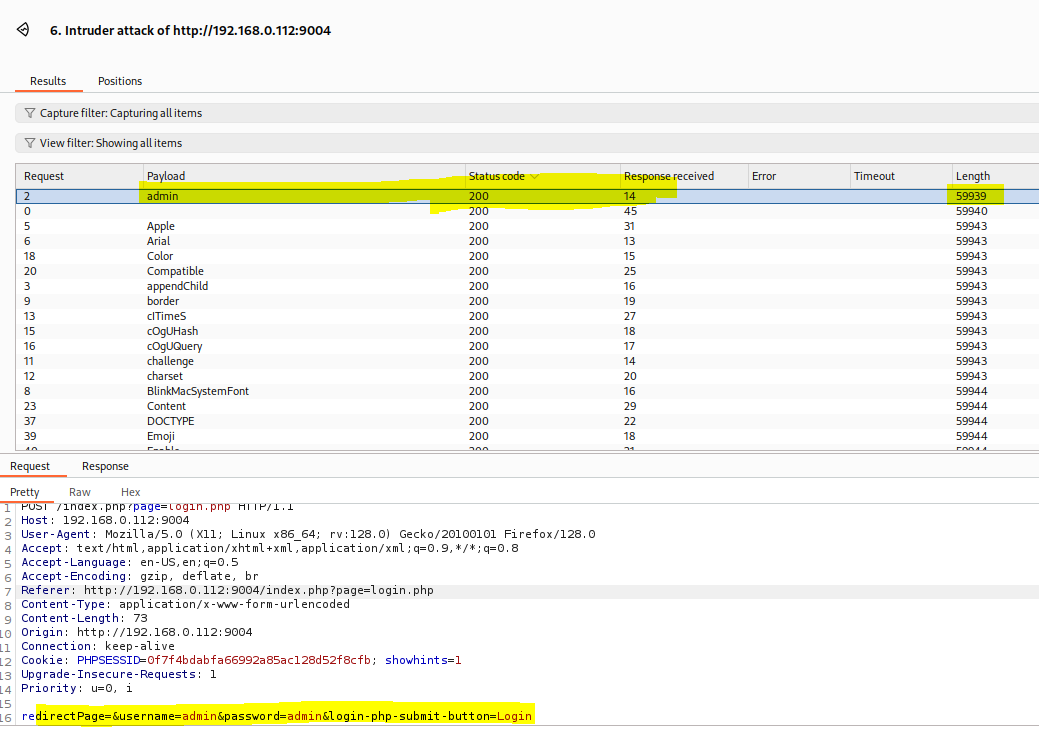 6. Intruder attack of http://192.168.0.112:9004
Results Positions
Capture filter: Capturing all items
View filter: Showing all items
Request Payload Status code Response received Error Timeout Length
2 admin 200 14 59939
0 200 45 59940
5 Apple 200 31 59943
6 Arial 200 13 59943
18 Color 200 15 59943
20 Compatible 200 25 59943
3 appendChild 200 16 59943
9 border 200 19 59943
13 cITimeS 200 27 59943
15 cOgUHash 200 18 59943
16 cOgUQuery 200 17 59943
11 challenge 200 14 59943
12 charset 200 20 59943
8 BlinkMacSystemFont 200 16 59944
23 Content 200 29 59944
37 DOCTYPE 200 22 59944
39 Emoji 200 18 59944
Request Response
Pretty Raw Hex
1 POST /index.php?page=login.php HTTP/1.1
2 Host: 192.168.0.112:9004
3 User-Agent: Mozilla/5.0 (X11; Linux x86_64; rv:128.0) Gecko/20100101 Firefox/128.0
4 Accept: text/html,application/xhtml+xml,application/xml;q=0.9,*/*;q=0.8
5 Accept-Language: en-US,en;q=0.5
6 Accept-Encoding: gzip, deflate, br
7 Referer: http://192.168.0.112:9004/index.php?page=login.php
8 Content-Type: application/x-www-form-urlencoded
9 Content-Length: 73
10 Origin: http://192.168.0.112:9004
11 Connection: keep-alive
12 Cookie: PHPSESSID=0f7f4bdabfa66992a85ac128d52f8cfb; showhints=1
13 Upgrade-Insecure-Requests: 1
14 Priority: u=0, i
15
16 redirectPage=&username=admin&password=admin&login-php-submit-button=Login